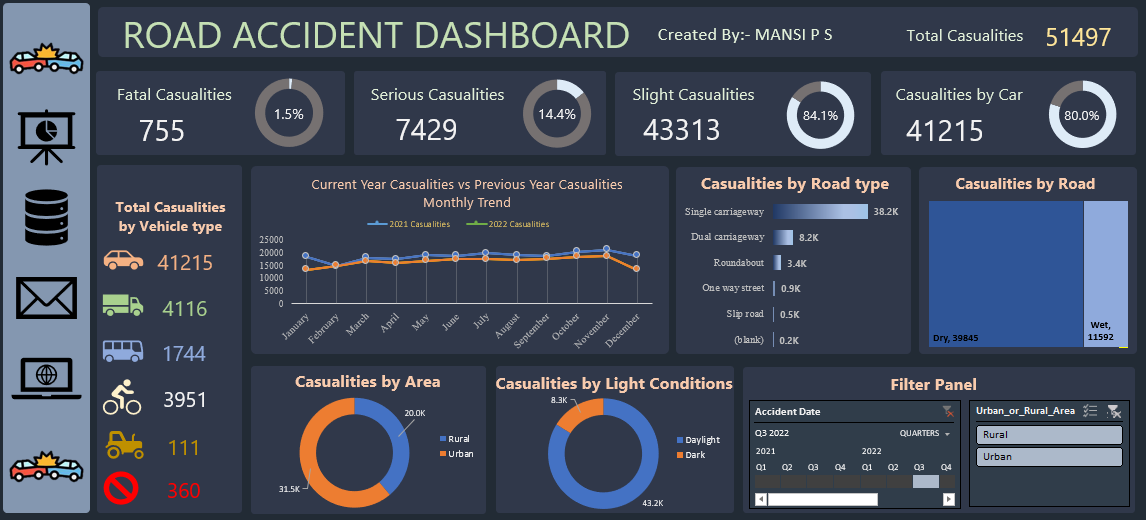 ROAD ACCIDENT DASHBOARD
Created By:- MANSI P S
Total Casualities
51497
Fatal Casualities
755
1.5%
Serious Casualities
7429
14.4%
Slight Casualities
43313
84.1%
Casualities by Car
41215
80.0%
Total Casualities
by Vehicle type
41215
4116
1744
3951
111
360
Current Year Casualities vs Previous Year Casualities
Monthly Trend
2021 Casualities
2022 Casualities
25000
20000
15000
10000
5000
0
January
February
March
April
May
June
July
August
September
October
November
December
Casualities by Road type
Single carriageway 38.2K
Dual carriageway 8.2K
Roundabout 3.4K
One way street 0.9K
Slip road 0.5K
(blank) 0.2K
Casualities by Road
Dry, 39845
Wet,
11592
Casualities by Area
20.0K
31.5K
Rural
Urban
Casualities by Light Conditions
8.3K
43.2K
Daylight
Dark
Filter Panel
Accident Date
Q3 2022
QUARTERS
2021 2022
Q1 Q2 Q3 Q4 Q1 Q2 Q3 Q4
Urban_or_Rural_Area
Rural
Urban